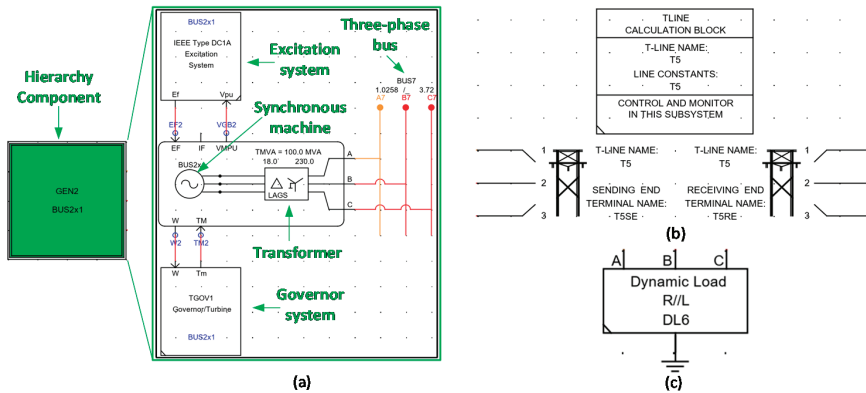 Hierarchy
Component
GEN2
BUS2x1
BUS2x1
IEEE Type DC1A
Excitation
System
Ef Vpu
EF2 VGB2
EF IF VMPU
Excitation
system
Synchronous
machine
Three-phase
bus
BUS7
1.0258 /_ 3.72
A7 B7 C7
TMVA = 100.0 MVA
18.0 230.0
BUS2x1
LAGS
A
B
C
W TM
W2 TM2
W Tm
TGOV1
Governor/Turbine
BUS2x1
Transformer
Governor
system
(a)
TLINE
CALCULATION BLOCK
T-LINE NAME:
T5
LINE CONSTANTS:
T5
CONTROL AND MONITOR
IN THIS SUBSYSTEM
1
2
3
T-LINE NAME:
T5
SENDING END
TERMINAL NAME:
T5SE
T-LINE NAME:
T5
RECEIVING END
TERMINAL NAME:
T5RE
1
2
3
(b)
A B C
Dynamic Load
R//L
DL6
(c)